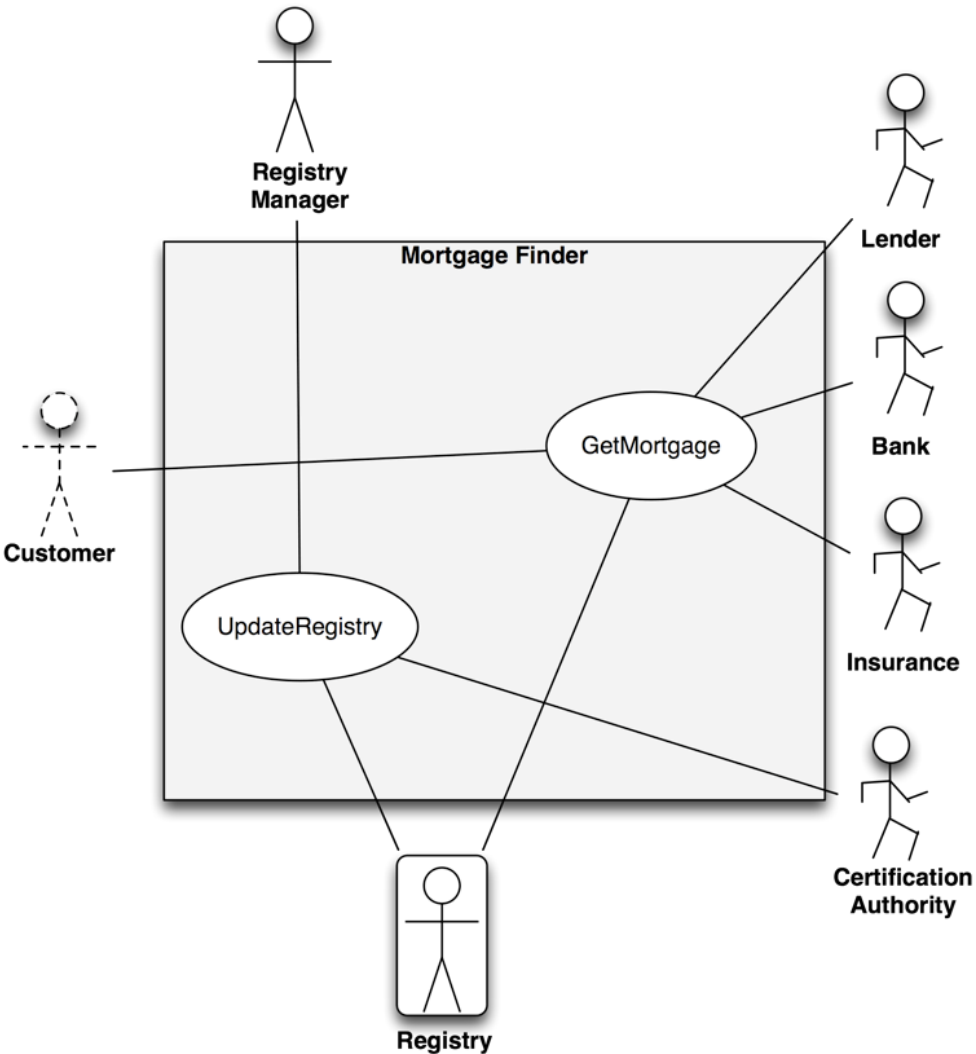 Registry
Manager
Lender
Mortgage Finder
Bank
GetMortgage
Customer
UpdateRegistry
Insurance
Certification
Authority
Registry